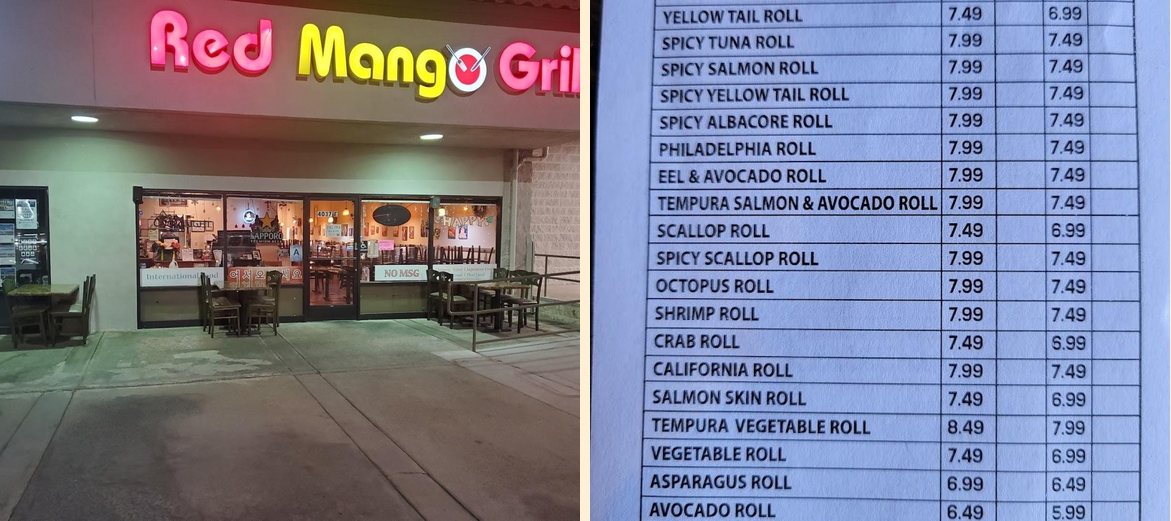 Red Mango Gril
4037
SAPPORO
A
HAPPY
International Food
NO MSG
YELLOW TAIL ROLL 7.49 6.99
SPICY TUNA ROLL 7.99 7.49
SPICY SALMON ROLL 7.99 7.49
SPICY YELLOW TAIL ROLL 7.99 7.49
SPICY ALBACORE ROLL 7.99 7.49
PHILADELPHIA ROLL 7.99 7.49
EEL & AVOCADO ROLL 7.99 7.49
TEMPURA SALMON & AVOCADO ROLL 7.99 7.49
SCALLOP ROLL 7.49 6.99
SPICY SCALLOP ROLL 7.99 7.49
OCTOPUS ROLL 7.99 7.49
SHRIMP ROLL 7.99 7.49
CRAB ROLL 7.49 6.99
CALIFORNIA ROLL 7.99 7.49
SALMON SKIN ROLL 7.49 6.99
TEMPURA VEGETABLE ROLL 8.49 7.99
VEGETABLE ROLL 7.49 6.99
ASPARAGUS ROLL 6.99 6.49
AVOCADO ROLL 6.49 5.99